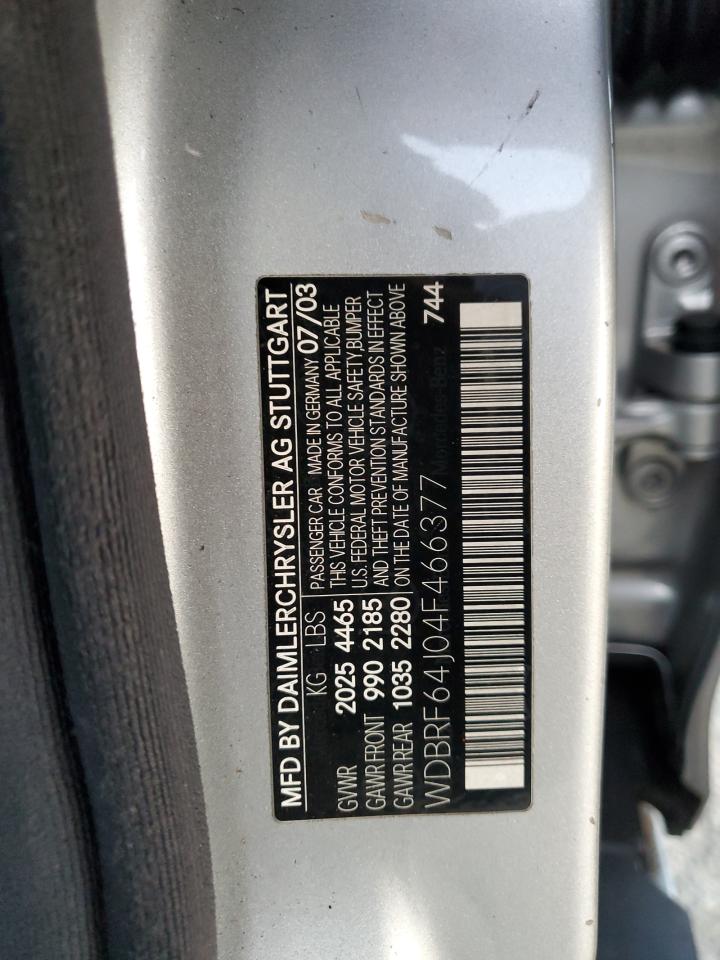 MFD BY DAIMLERCHRYSLER AG STUTTGART
KG LBS PASSENGER CAR MADE IN GERMANY 07/03
GVWR 2025 4465 THIS VEHICLE CONFORMS TO ALL APPLICABLE
U.S. FEDERAL MOTOR VEHICLE SAFETY BUMPER
GAWR FRONT 990 2185 AND THEFT PREVENTION STANDARDS IN EFFECT
GAWR REAR 1035 2280 ON THE DATE OF MANUFACTURE SHOWN ABOVE
WDBRF64J04F466377 Mercedes-Benz 744